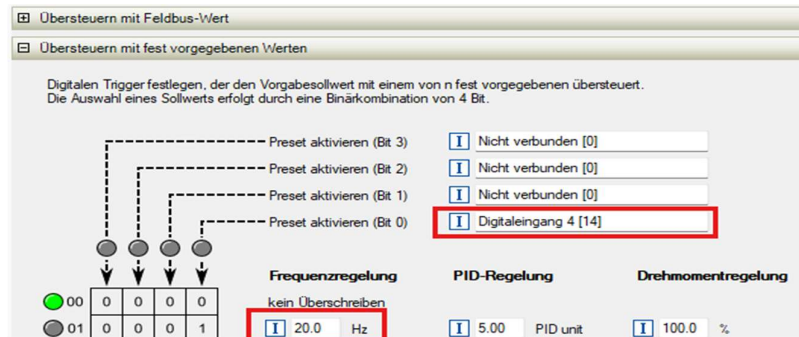 Übersteuern mit Feldbus-Wert
Übersteuern mit fest vorgegebenen Werten
Digitalen Trigger festlegen, der den Vorgabesollwert mit einem von n fest vorgegebenen übersteuert.
Die Auswahl eines Sollwerts erfolgt durch eine Binärkombination von 4 Bit.
Preset aktivieren (Bit 3) I Nicht verbunden [0]
Preset aktivieren (Bit 2) I Nicht verbunden [0]
Preset aktivieren (Bit 1) I Nicht verbunden [0]
Preset aktivieren (Bit 0) I Digitaleingang 4 [14]
Frequenzregelung PID-Regelung Drehmomentregelung
00 0 0 0 0 kein Überschreiben
01 0 0 0 1 I 20.0 Hz I 5.00 PID unit I 100.0 %